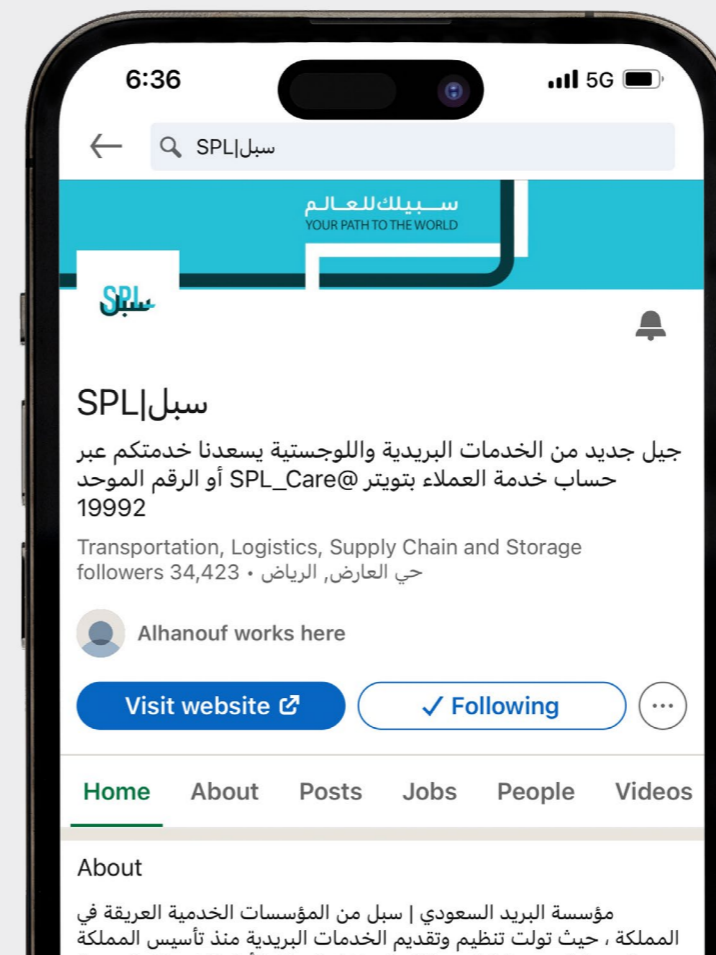 6:36
5G
سبل|SPL
ســـبيلك للعـالـم
YOUR PATH TO THE WORLD
SPL
سبل
سبل|SPL
جيل جديد من الخدمات البريدية واللوجستية يسعدنا خدمتكم عبر
حساب خدمة العملاء بتويتر @SPL_Care أو الرقم الموحد
19992
Transportation, Logistics, Supply Chain and Storage
حي العارض, الرياض • 34,423 followers
Alhanouf works here
Visit website
✓ Following
...
Home About Posts Jobs People Videos
About
مؤسسة البريد السعودي | سبل من المؤسسات الخدمية العريقة في
المملكة ، حيث تولت تنظيم وتقديم الخدمات البريدية منذ تأسيس المملكة